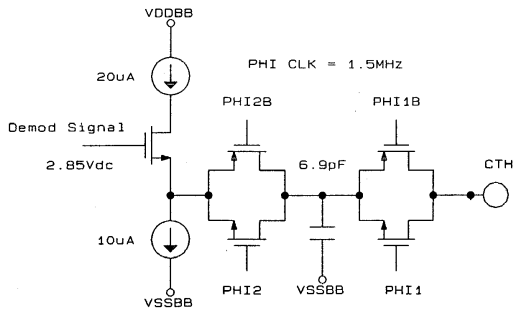 VDDBB
20uA
PHI CLK = 1.5MHz
PHI2B
PHI1B
Demod Signal
2.85Vdc
6.9pF
CTH
10uA
VSSBB
PHI2
VSSBB
PHI1